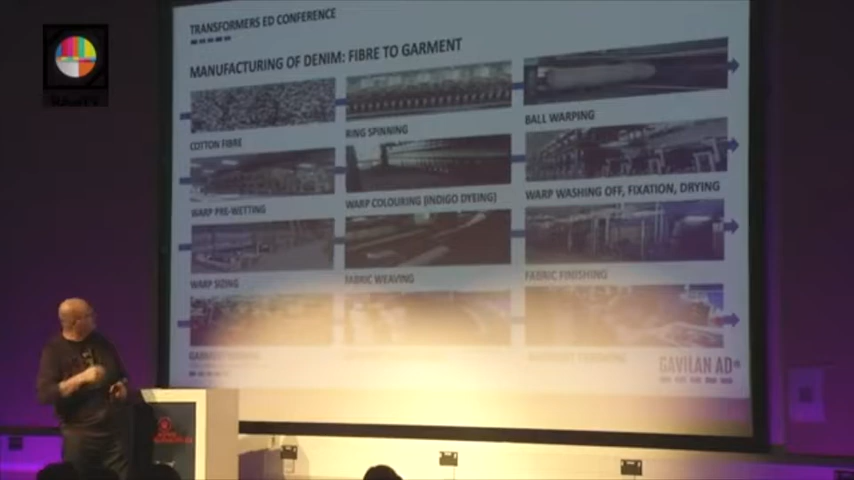 TRANSFORMERS ED CONFERENCE
MANUFACTURING OF DENIM: FIBRE TO GARMENT
COTTON FIBRE
RING SPINNING
BALL WARPING
WARP PRE-WETTING
WARP COLOURING (INDIGO DYEING)
WARP WASHING OFF, FIXATION, DRYING
WARP SIZING
FABRIC WEAVING
FABRIC FINISHING
GAVILAN AD